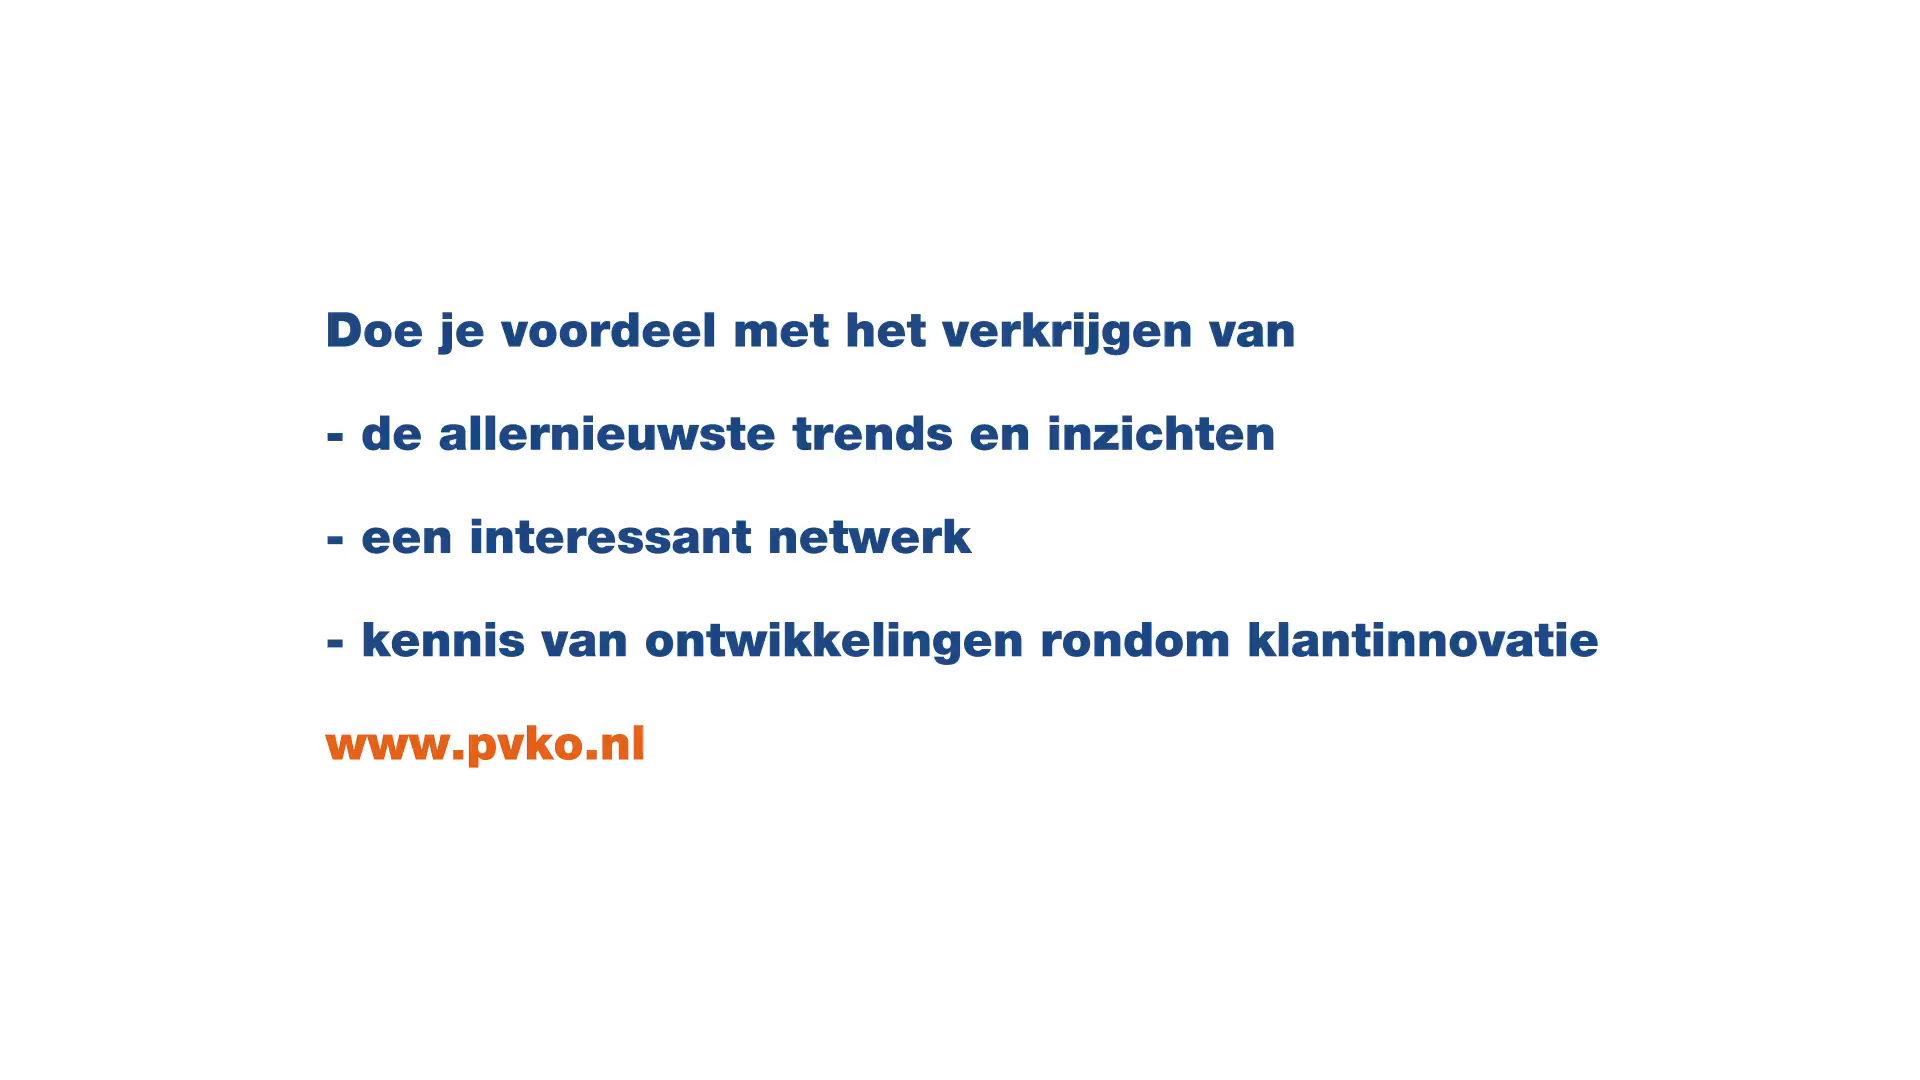 Doe je voordeel met het verkrijgen van
- de allernieuwste trends en inzichten
- een interessant netwerk
- kennis van ontwikkelingen rondom klantinnovatie
www.pvko.nl